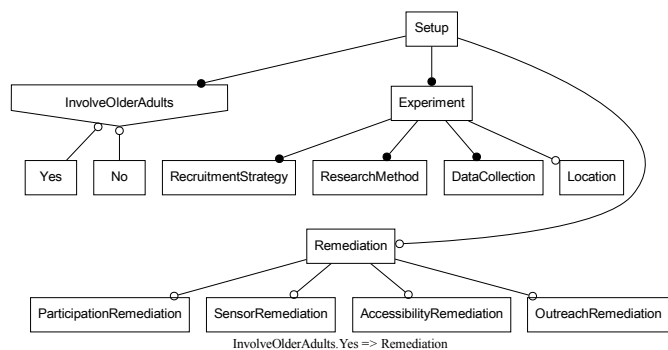 Setup
InvolveOlderAdults
Experiment
Yes
No
RecruitmentStrategy
ResearchMethod
DataCollection
Location
Remediation
ParticipationRemediation
SensorRemediation
AccessibilityRemediation
OutreachRemediation
InvolveOlderAdults.Yes => Remediation